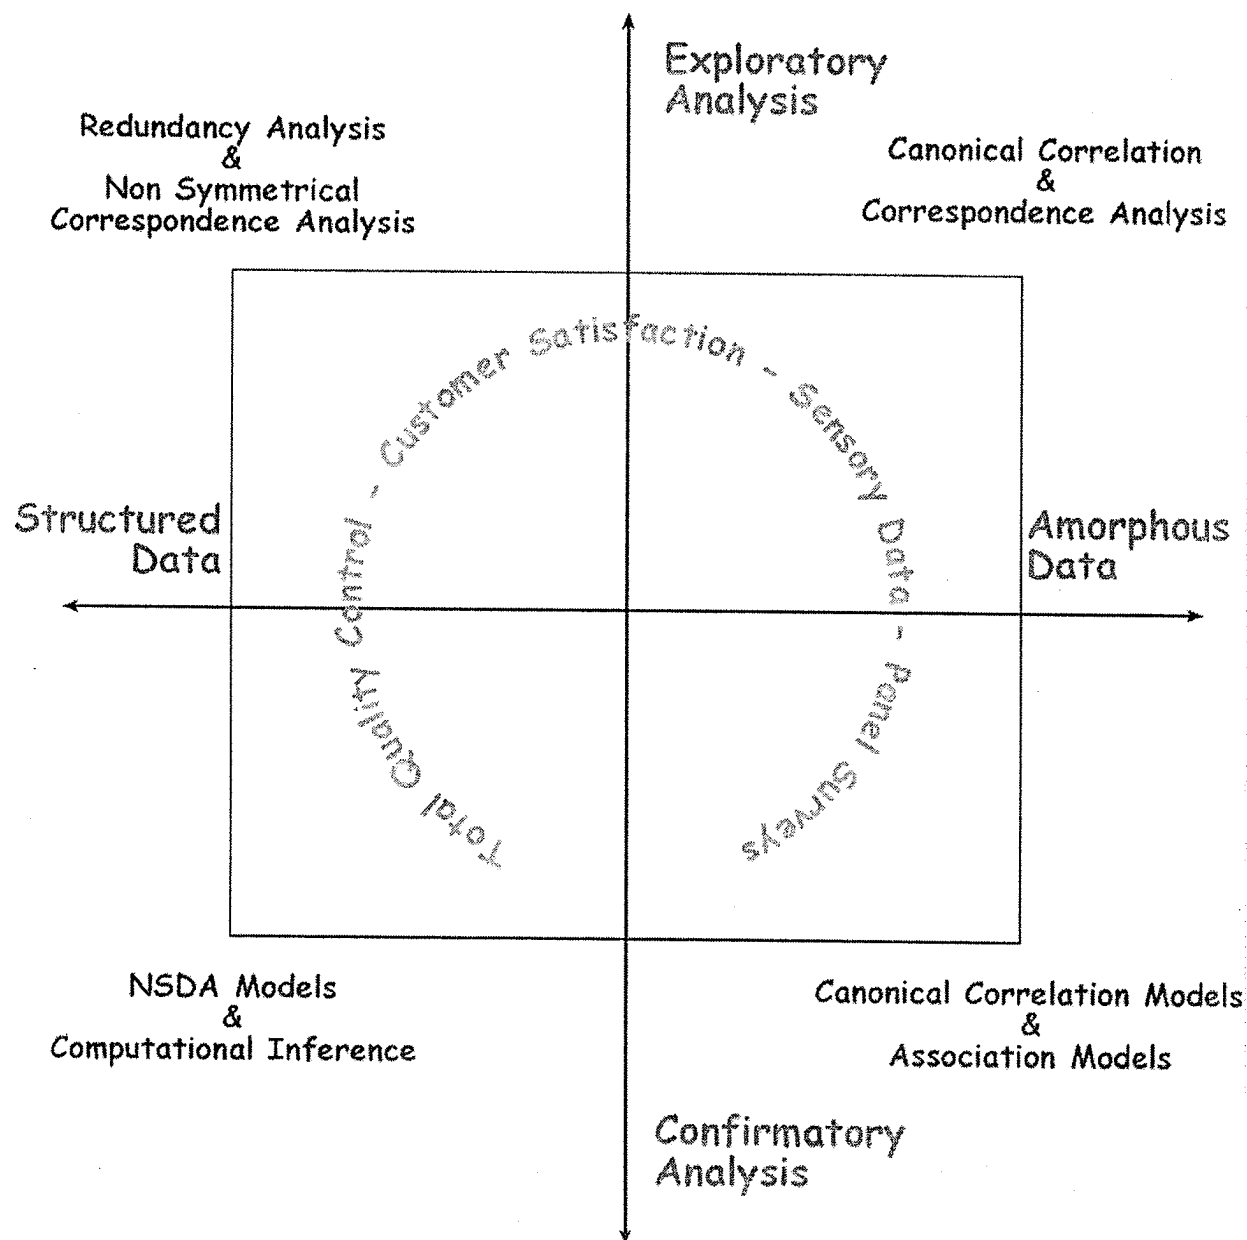 Exploratory
Analysis
Redundancy Analysis
&
Non Symmetrical
Correspondence Analysis
Canonical Correlation
&
Correspondence Analysis
Total Quality Control - Customer Satisfaction - Sensory Data - Panel Surveys
Structured
Data
Amorphous
Data
NSDA Models
&
Computational Inference
Canonical Correlation Models
&
Association Models
Confirmatory
Analysis